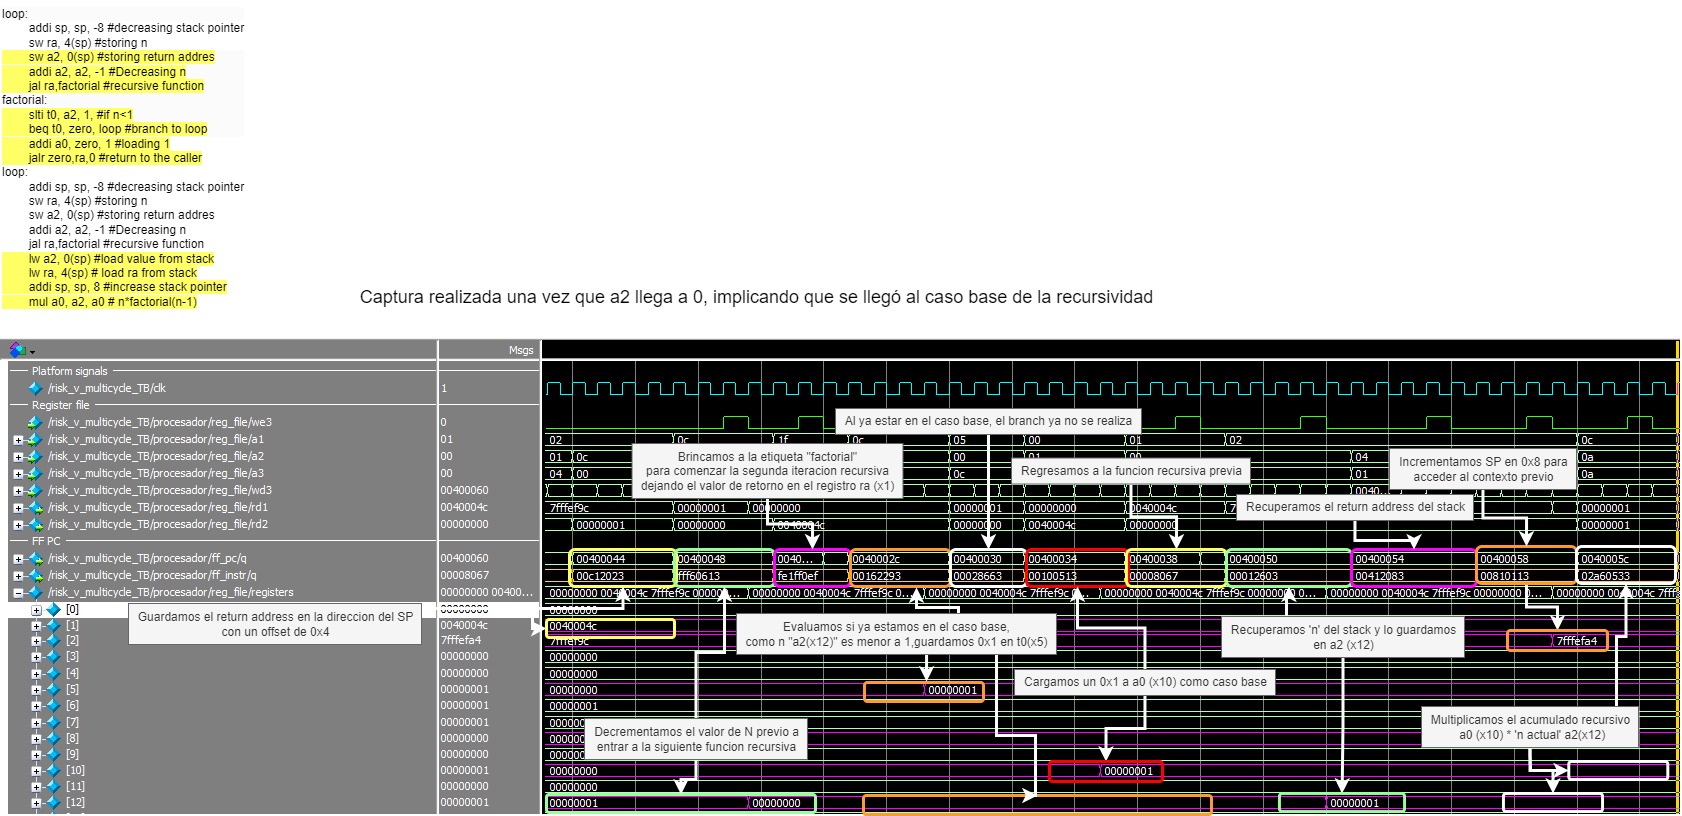 loop:
addi sp, sp, -8 #decreasing stack pointer
sw ra, 4(sp) #storing n
sw a2, 0(sp) #storing return addres
addi a2, a2, -1 #Decreasing n
jal ra,factorial #recursive function
factorial:
slti t0, a2, 1, #if n<1
beq t0, zero, loop #branch to loop
addi a0, zero, 1 #loading 1
jalr zero,ra,0 #return to the caller
loop:
addi sp, sp, -8 #decreasing stack pointer
sw ra, 4(sp) #storing n
sw a2, 0(sp) #storing return addres
addi a2, a2, -1 #Decreasing n
jal ra,factorial #recursive function
lw a2, 0(sp) #load value from stack
lw ra, 4(sp) # load ra from stack
addi sp, sp, 8 #increase stack pointer
mul a0, a2, a0 # n*factorial(n-1)
Captura realizada una vez que a2 llega a 0, implicando que se llegó al caso base de la recursividad
Msgs
Platform signals
/risk_v_multicycle_TB/clk 1
Register file
/risk_v_multicycle_TB/procesador/reg_file/we3 0
/risk_v_multicycle_TB/procesador/reg_file/a1 01 02 0c 1f 0c 05 00 01 02 0c
/risk_v_multicycle_TB/procesador/reg_file/a2 00 01 0c 00 01 00 04 0a
/risk_v_multicycle_TB/procesador/reg_file/a3 00 04 00 0c 01 0a
/risk_v_multicycle_TB/procesador/reg_file/wd3 00400060 0040...
/risk_v_multicycle_TB/procesador/reg_file/rd1 0040004c 7fffef9c 00000001 00000000 00000001 00000000 0040004c 00000001
/risk_v_multicycle_TB/procesador/reg_file/rd2 00000000 00000001 00000000 0040004c 00000000 0040004c 00000000 00000001
FF PC
/risk_v_multicycle_TB/procesador/ff_pc/q 00400060 00400044 00400048 0040... 0040002c 00400030 00400034 00400038 00400050 00400054 00400058 0040005c
/risk_v_multicycle_TB/procesador/ff_instr/q 00008067 00c12023 fff60613 fe1ff0ef 00162293 00028663 00100513 00008067 00012603 00412083 00810113 02a60533
/risk_v_multicycle_TB/procesador/reg_file/registers 00000000 00400... 00000000 0040004c 7fffef9c 0... 00000000 0040004c 7fffef9c 0... 00000000 0040004c 7fffef9c 0... 00000000 0040004c 7fffef9c 00000000 0... 00000000 0040004c 7fffef9c 00000000 0... 00000000 0040004c 7fff
[0] 00000000 00000000
[1] 0040004c 0040004c
[2] 7fffefa4 7fffef9c 7fffefa4
[3] 00000000 00000000
[4] 00000000 00000000
[5] 00000001 00000000 00000001
[6] 00000001 00000001
[7] 00000001
[8] 00000000
[9] 00000000
[10] 00000001 00000000 00000001
[11] 00000000 00000000
[12] 00000001 00000001 00000000 00000001
Al ya estar en el caso base, el branch ya no se realiza
Brincamos a la etiqueta "factorial"
para comenzar la segunda iteracion recursiva
dejando el valor de retorno en el registro ra (x1)
Regresamos a la funcion recursiva previa
Incrementamos SP en 0x8 para
acceder al contexto previo
Recuperamos el return address del stack
Guardamos el return address en la direccion del SP
con un offset de 0x4
Evaluamos si ya estamos en el caso base,
como n "a2(x12)" es menor a 1,guardamos 0x1 en t0(x5)
Recuperamos 'n' del stack y lo guardamos
en a2 (x12)
Cargamos un 0x1 a a0 (x10) como caso base
Decrementamos el valor de N previo a
entrar a la siguiente funcion recursiva
Multiplicamos el acumulado recursivo
a0 (x10) * 'n actual' a2(x12)